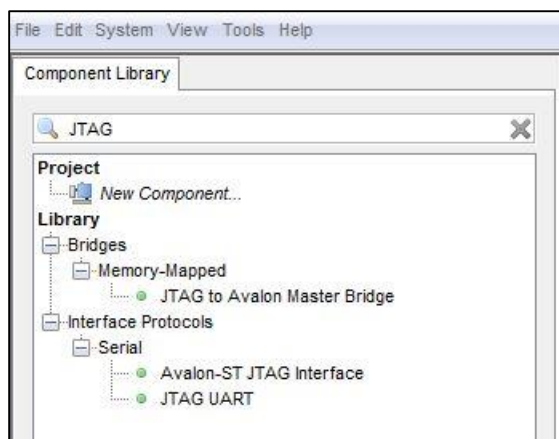 File Edit System View Tools Help
Component Library
JTAG
Project
New Component...
Library
Bridges
Memory-Mapped
JTAG to Avalon Master Bridge
Interface Protocols
Serial
Avalon-ST JTAG Interface
JTAG UART